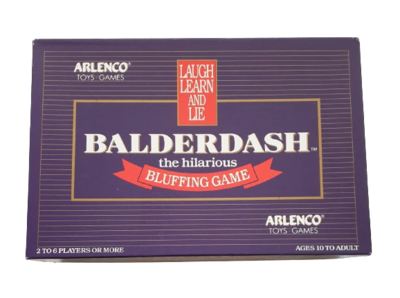 ARLENCO®
TOYS · GAMES
LAUGH
LEARN
AND
LIE
BALDERDASH™
the hilarious
BLUFFING GAME
ARLENCO®
TOYS · GAMES
2 TO 6 PLAYERS OR MORE
AGES 10 TO ADULT